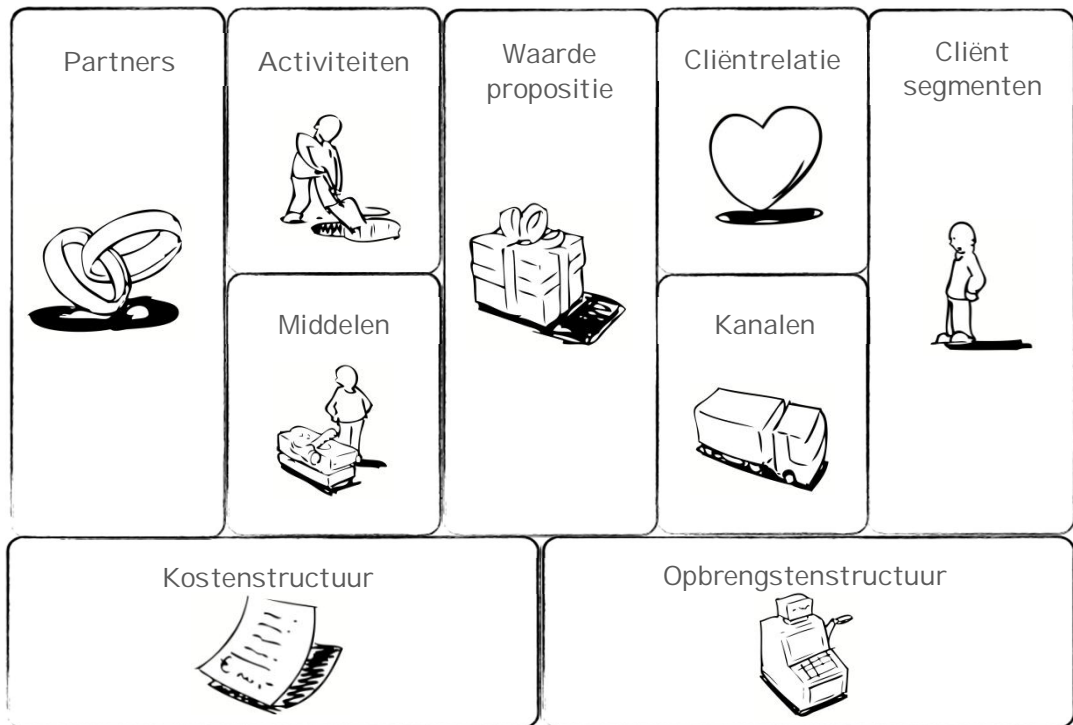 Partners
Activiteiten
Waarde
propositie
Cliëntrelatie
Cliënt
segmenten
Middelen
Kanalen
Kostenstructuur
Opbrengstenstructuur